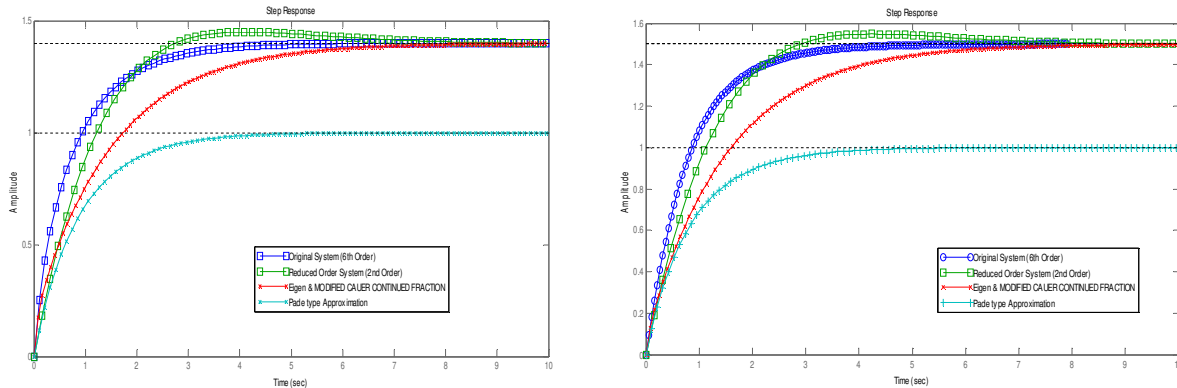 Step Response
1.5
1
0.5
0
Amplitude
0 1 2 3 4 5 6 7 8 9 10
Time (sec)
Original System (6th Order)
Reduced Order System (2nd Order)
Eigen & MODIFIED CAUER CONTINUED FRACTION
Pade type Approximation
Step Response
1.6
1.4
1.2
1
0.8
0.6
0.4
0.2
0
Amplitude
0 1 2 3 4 5 6 7 8 9
Time (sec)
Original System (6th Order)
Reduced Order System (2nd Order)
Eigen & MODIFIED CAUER CONTINUED FRACTION
Pade type Approximation